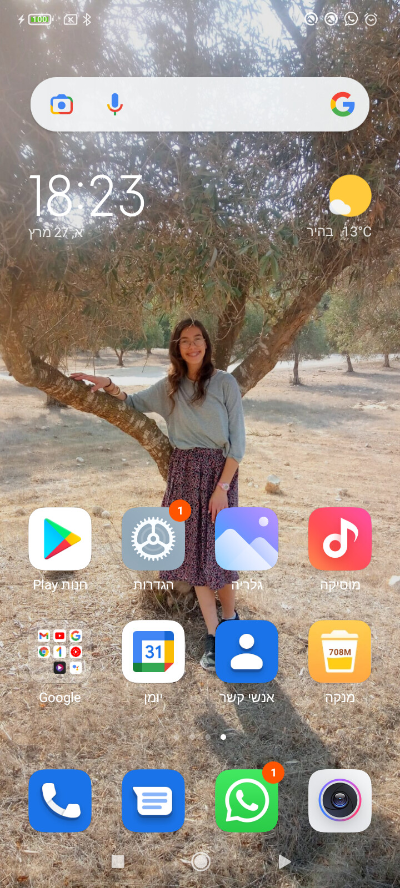 100
18:23
א׳, 27 מרץ
בהיר 13°C
1
חנות Play
הגדרות
גלריה
מוסיקה
31
708M
Google
יומן
אנשי קשר
מנקה
1